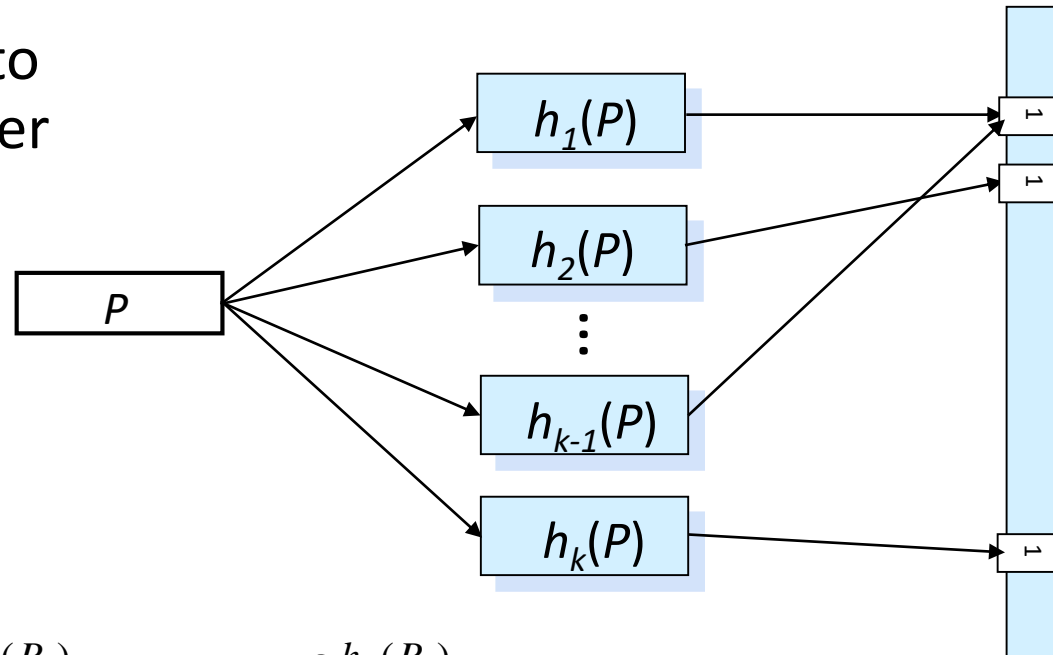 to
er
h1(P)
1
h2(P)
1
P
⋮
hk-1(P)
hk(P)
1